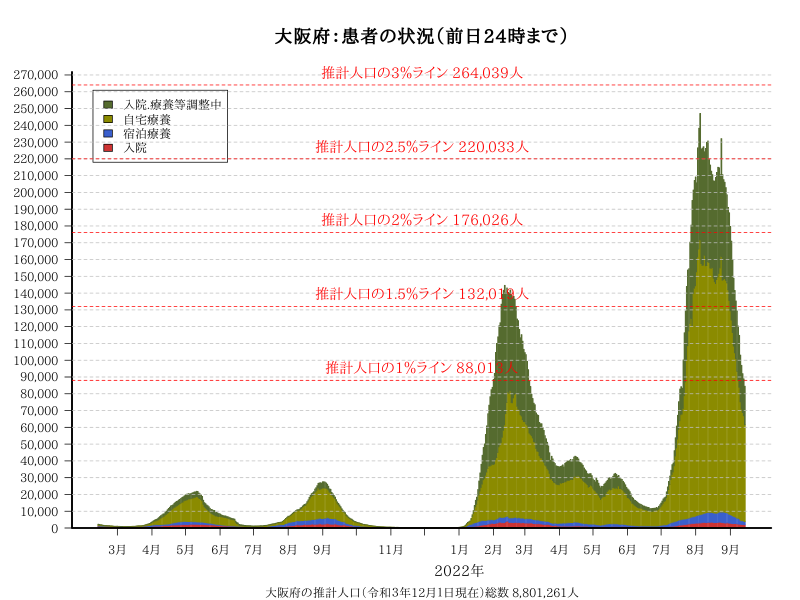 大阪府:患者の状況(前日24時まで)
270,000
260,000
250,000
240,000
230,000
220,000
210,000
200,000
190,000
180,000
170,000
160,000
150,000
140,000
130,000
120,000
110,000
100,000
90,000
80,000
70,000
60,000
50,000
40,000
30,000
20,000
10,000
0
推計人口の3%ライン 264,039人
入院,療養等調整中
自宅療養
宿泊療養
入院
推計人口の2.5%ライン 220,033人
推計人口の2%ライン 176,026人
推計人口の1.5%ライン 132,019人
推計人口の1%ライン 88,013人
3月 4月 5月 6月 7月 8月 9月 11月 1月 2月 3月 4月 5月 6月 7月 8月 9月
2022年
大阪府の推計人口(令和3年12月1日現在)総数 8,801,261人